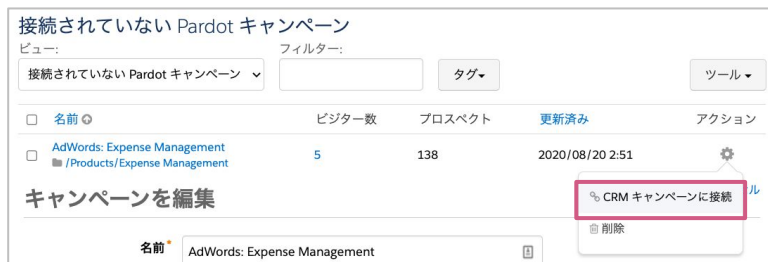 接続されていない Pardot キャンペーン
ビュー: フィルター:
接続されていない Pardot キャンペーン タグ ツール
名前 ビジター数 プロスペクト 更新済み アクション
AdWords: Expense Management 5 138 2020/08/20 2:51
/Products/Expense Management
CRM キャンペーンに接続 ル
キャンペーンを編集
削除
名前* AdWords: Expense Management